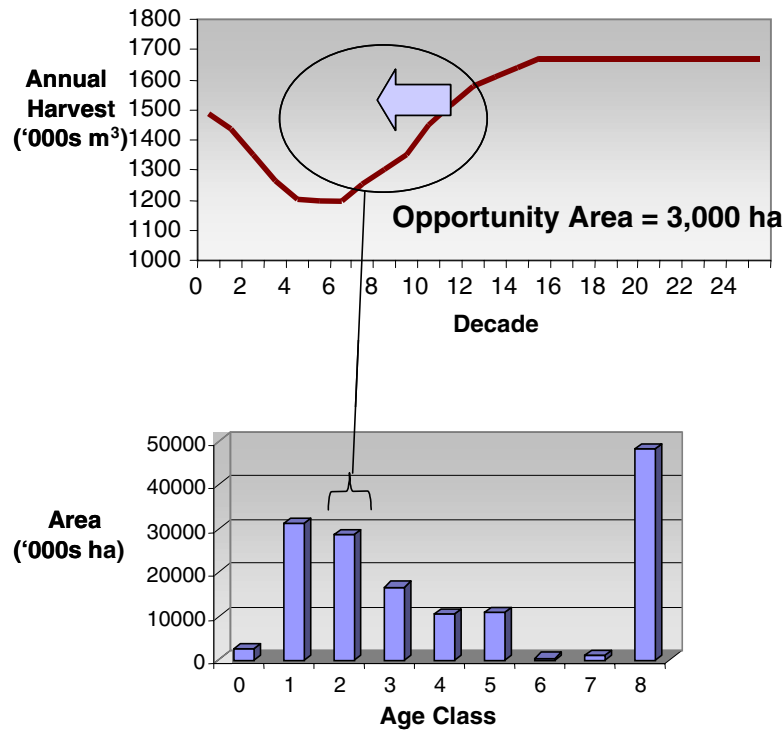 1800
1700
1600
1500
1400
1300
1200
1100
1000
Annual
Harvest
(‘000s m³)
Opportunity Area = 3,000 ha
0 2 4 6 8 10 12 14 16 18 20 22 24
Decade
50000
40000
30000
20000
10000
0
Area
(‘000s ha)
0 1 2 3 4 5 6 7 8
Age Class